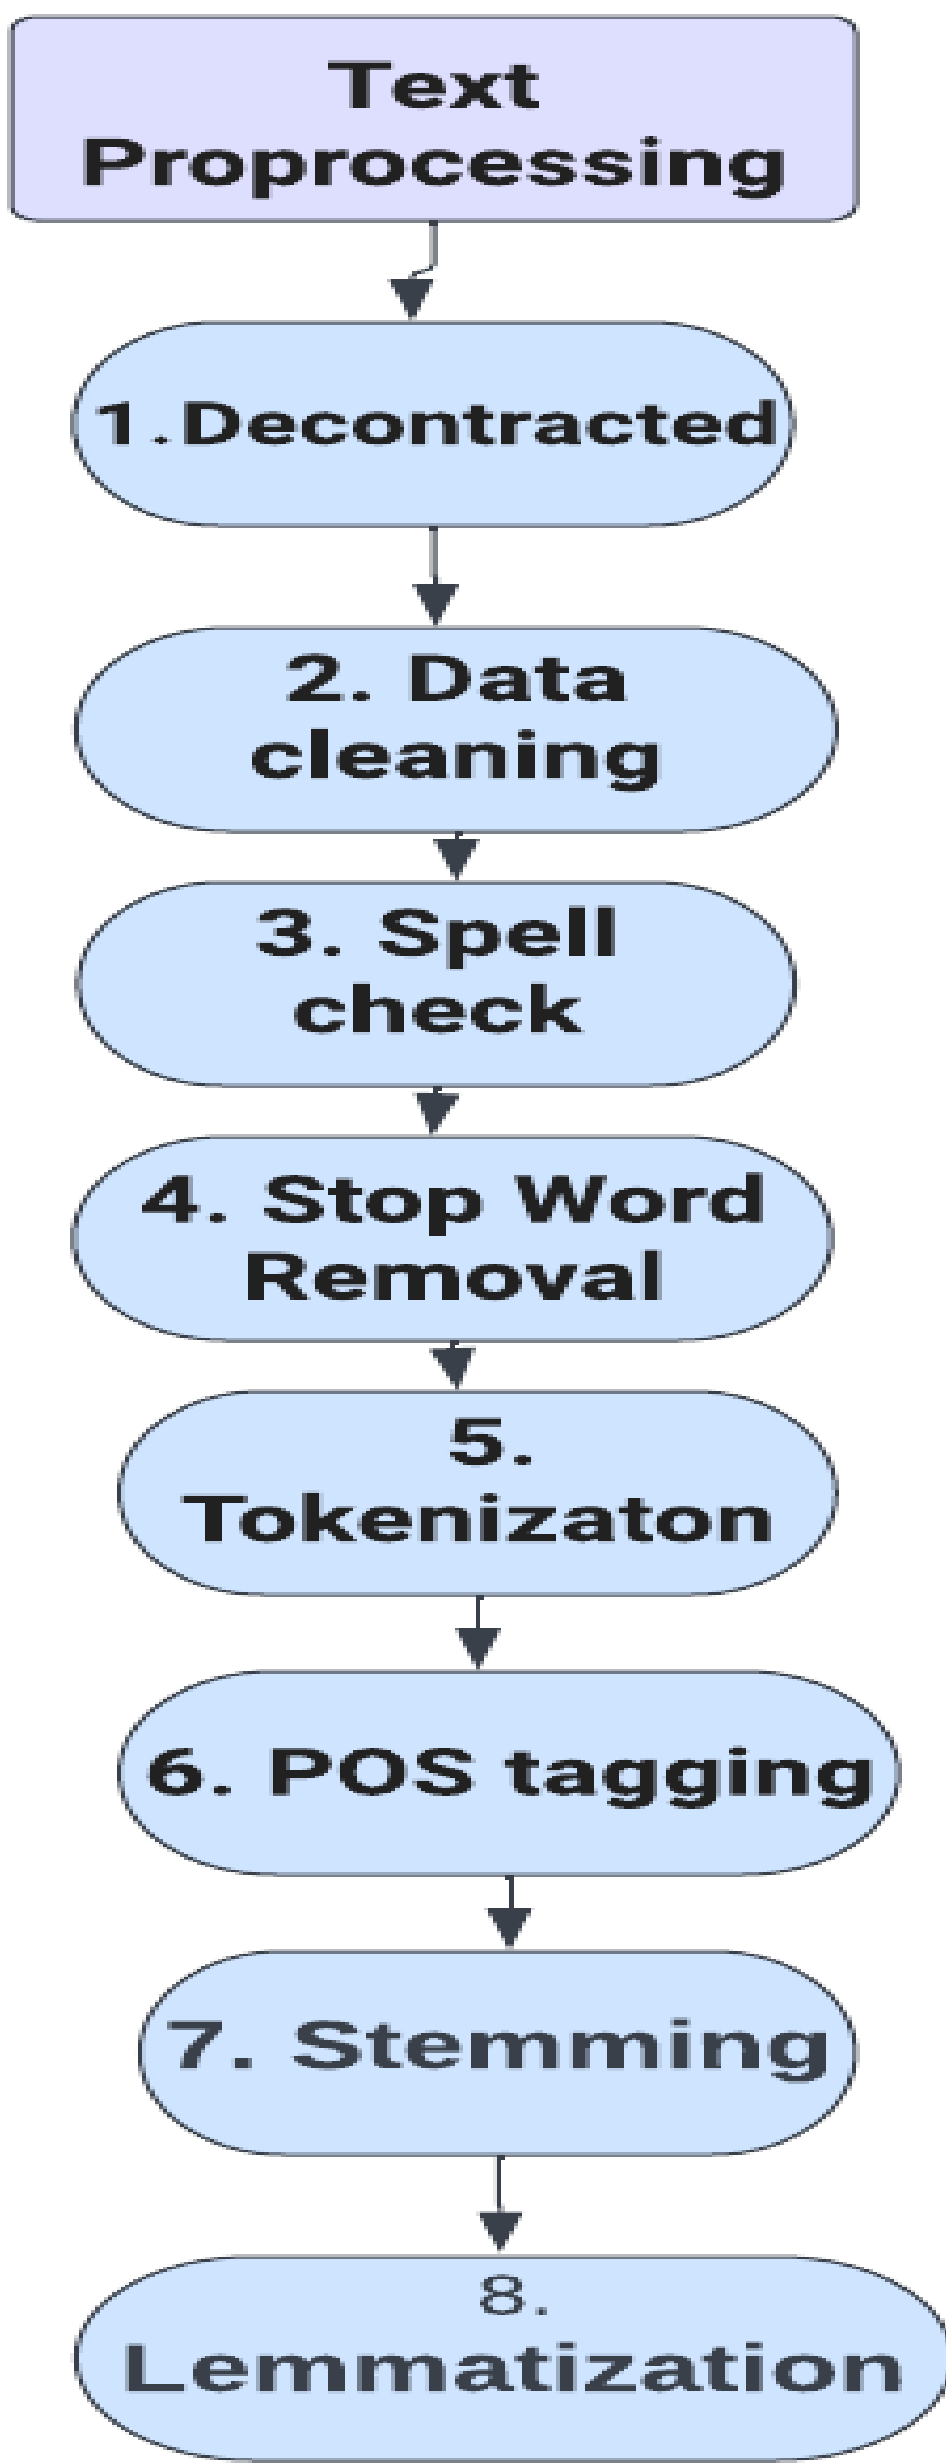 Text
Proprocessing
1.Decontracted
2. Data
cleaning
3. Spell
check
4. Stop Word
Removal
5.
Tokenizaton
6. POS tagging
7. Stemming
8.
Lemmatization